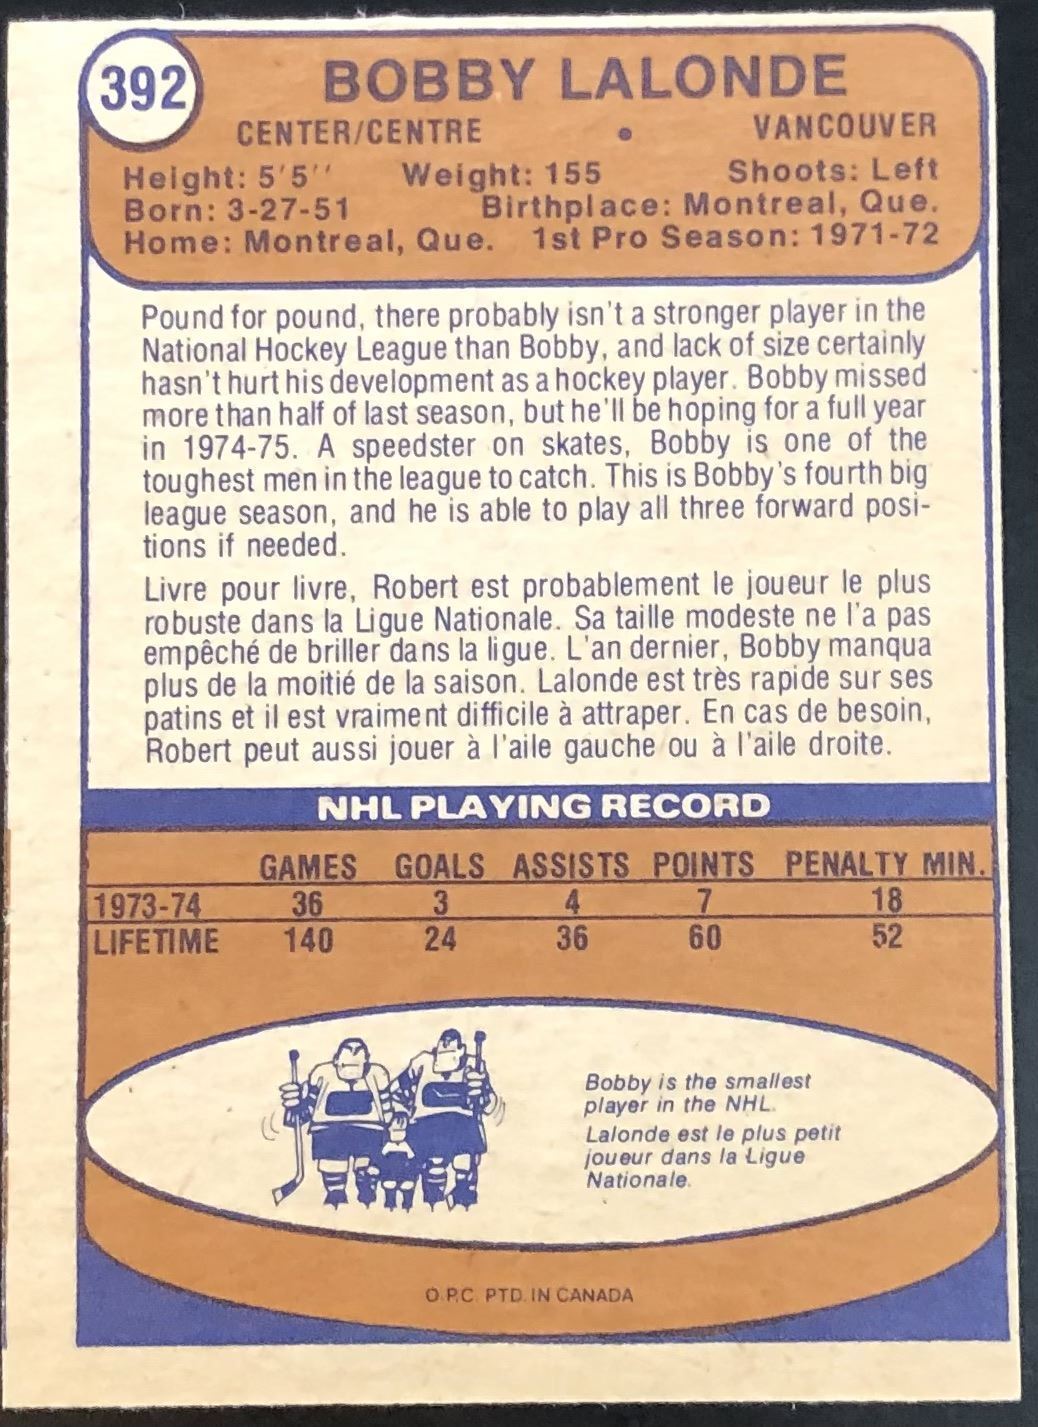 392
BOBBY LALONDE
CENTER/CENTRE • VANCOUVER
Height: 5'5'' Weight: 155 Shoots: Left
Born: 3-27-51 Birthplace: Montreal, Que.
Home: Montreal, Que. 1st Pro Season: 1971-72
Pound for pound, there probably isn't a stronger player in the
National Hockey League than Bobby, and lack of size certainly
hasn't hurt his development as a hockey player. Bobby missed
more than half of last season, but he'll be hoping for a full year
in 1974-75. A speedster on skates, Bobby is one of the
toughest men in the league to catch. This is Bobby's fourth big
league season, and he is able to play all three forward posi-
tions if needed.
Livre pour livre, Robert est probablement le joueur le plus
robuste dans la Ligue Nationale. Sa taille modeste ne l'a pas
empêché de briller dans la ligue. L'an dernier, Bobby manqua
plus de la moitié de la saison. Lalonde est très rapide sur ses
patins et il est vraiment difficile à attraper. En cas de besoin,
Robert peut aussi jouer à l'aile gauche ou à l'aile droite.
NHL PLAYING RECORD
GAMES GOALS ASSISTS POINTS PENALTY MIN.
1973-74 36 3 4 7 18
LIFETIME 140 24 36 60 52
Bobby is the smallest
player in the NHL.
Lalonde est le plus petit
joueur dans la Ligue
Nationale.
O.P.C. PTD. IN CANADA